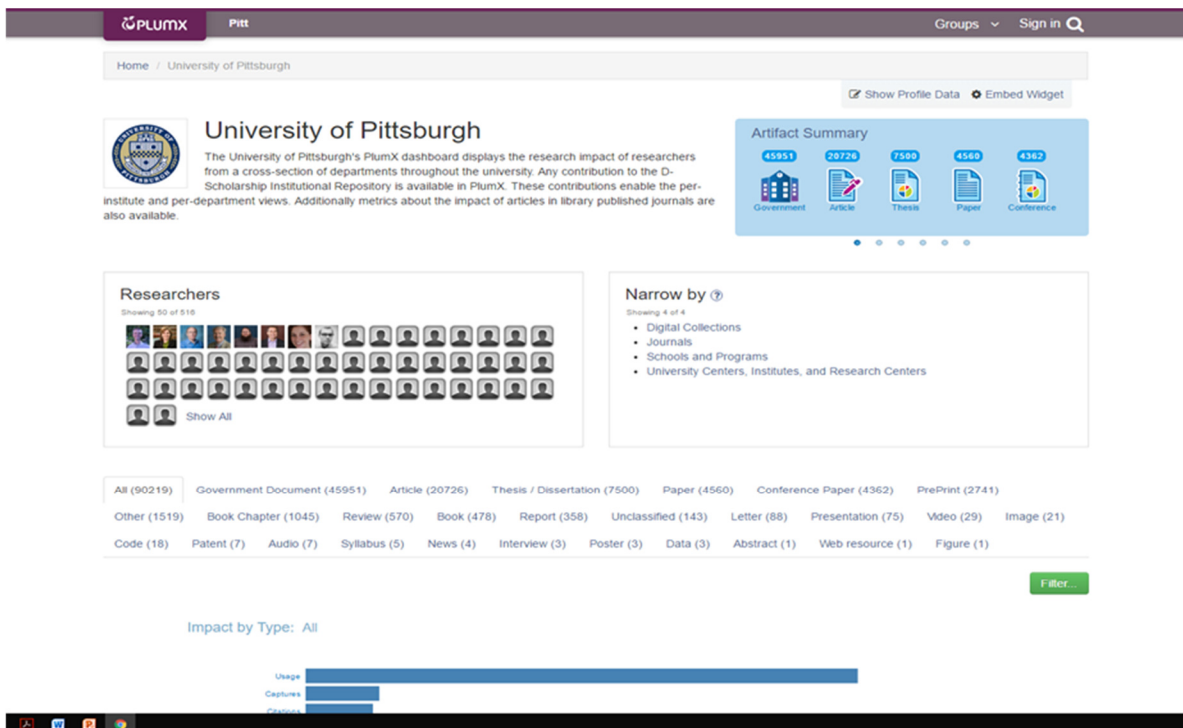 PLUMX
Pitt
Groups
Sign in
Home / University of Pittsburgh
Show Profile Data
Embed Widget
University of Pittsburgh
The University of Pittsburgh's PlumX dashboard displays the research impact of researchers
from a cross-section of departments throughout the university. Any contribution to the D-
Scholarship Institutional Repository is available in PlumX. These contributions enable the per-
institute and per-department views. Additionally metrics about the impact of articles in library published journals are
also available.
Artifact Summary
45951 20726 7500 4560 4362
Government Article Thesis Paper Conference
Researchers
Showing 50 of 516
Show All
Narrow by
Showing 4 of 4
• Digital Collections
• Journals
• Schools and Programs
• University Centers, Institutes, and Research Centers
All (90219) Government Document (45951) Article (20726) Thesis / Dissertation (7500) Paper (4560) Conference Paper (4362) PrePrint (2741)
Other (1519) Book Chapter (1045) Review (570) Book (478) Report (358) Unclassified (143) Letter (88) Presentation (75) Video (29) Image (21)
Code (18) Patent (7) Audio (7) Syllabus (5) News (4) Interview (3) Poster (3) Data (3) Abstract (1) Web resource (1) Figure (1)
Filter...
Impact by Type: All
Usage
Captures
Citations